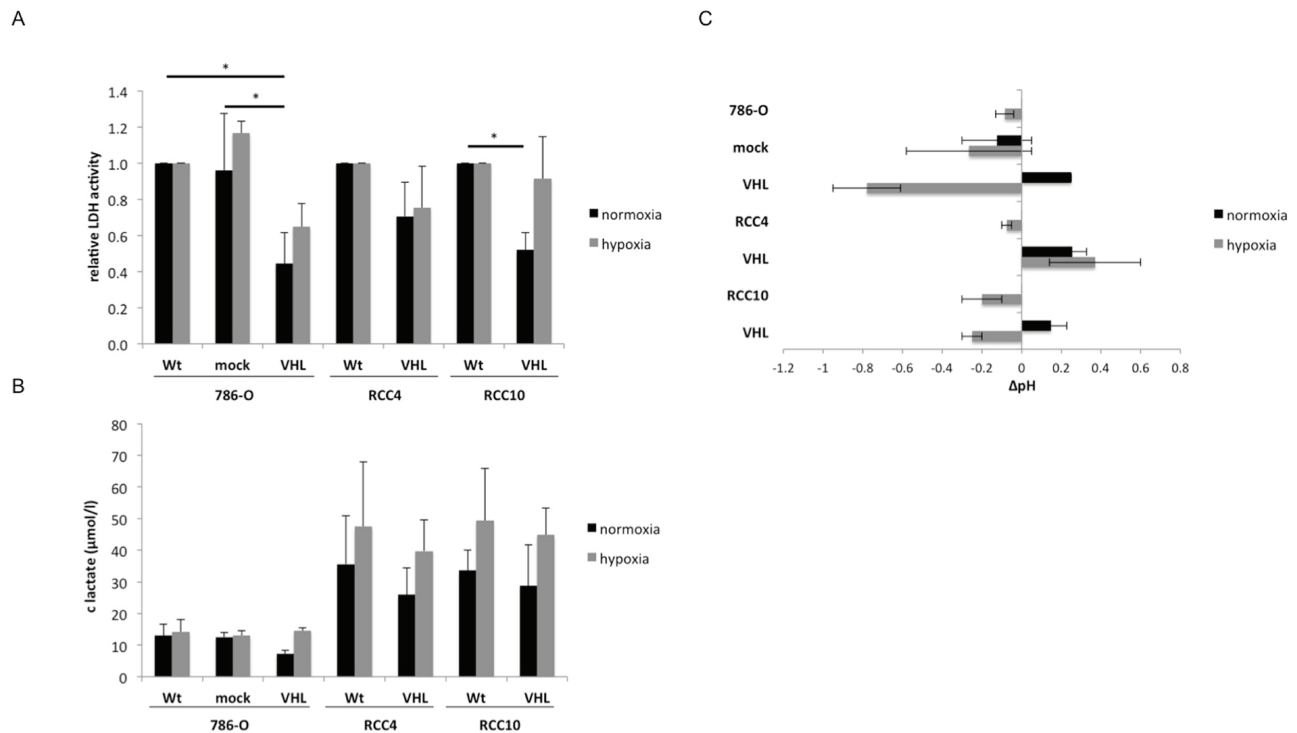 A
relative LDH activity
1.4
1.2
1.0
0.8
0.6
0.4
0.2
0.0
*
*
*
Wt mock VHL Wt VHL Wt VHL
786-O RCC4 RCC10
normoxia
hypoxia
B
c lactate (µmol/l)
80
70
60
50
40
30
20
10
0
Wt mock VHL Wt VHL Wt VHL
786-O RCC4 RCC10
normoxia
hypoxia
C
786-O
mock
VHL
RCC4
VHL
RCC10
VHL
-1.2 -1 -0.8 -0.6 -0.4 -0.2 0 0.2 0.4 0.6 0.8
ΔpH
normoxia
hypoxia